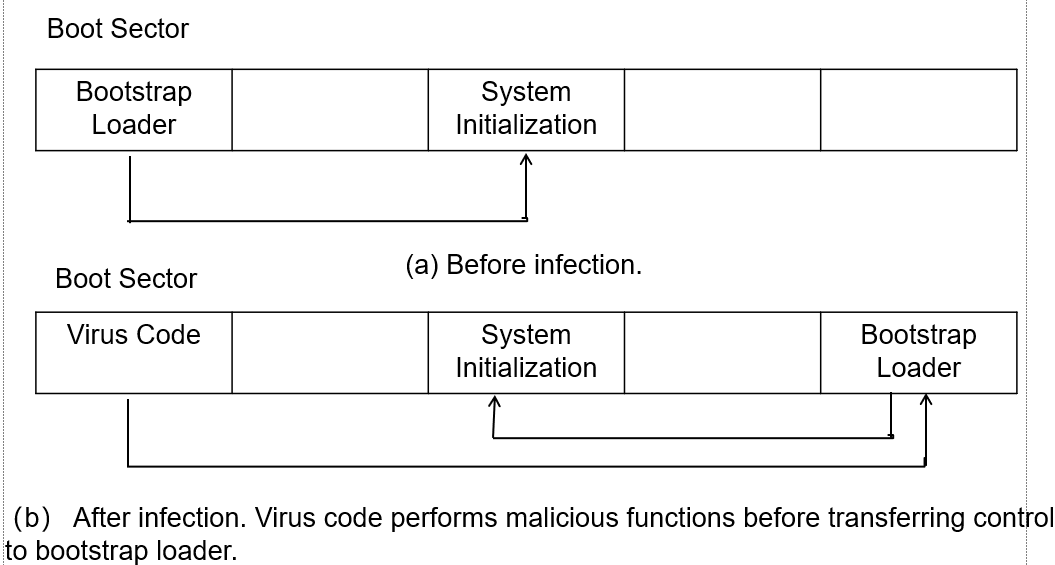 Boot Sector
Bootstrap
Loader
System
Initialization
(a) Before infection.
Boot Sector
Virus Code
System
Initialization
Bootstrap
Loader
(b) After infection. Virus code performs malicious functions before transferring control
to bootstrap loader.